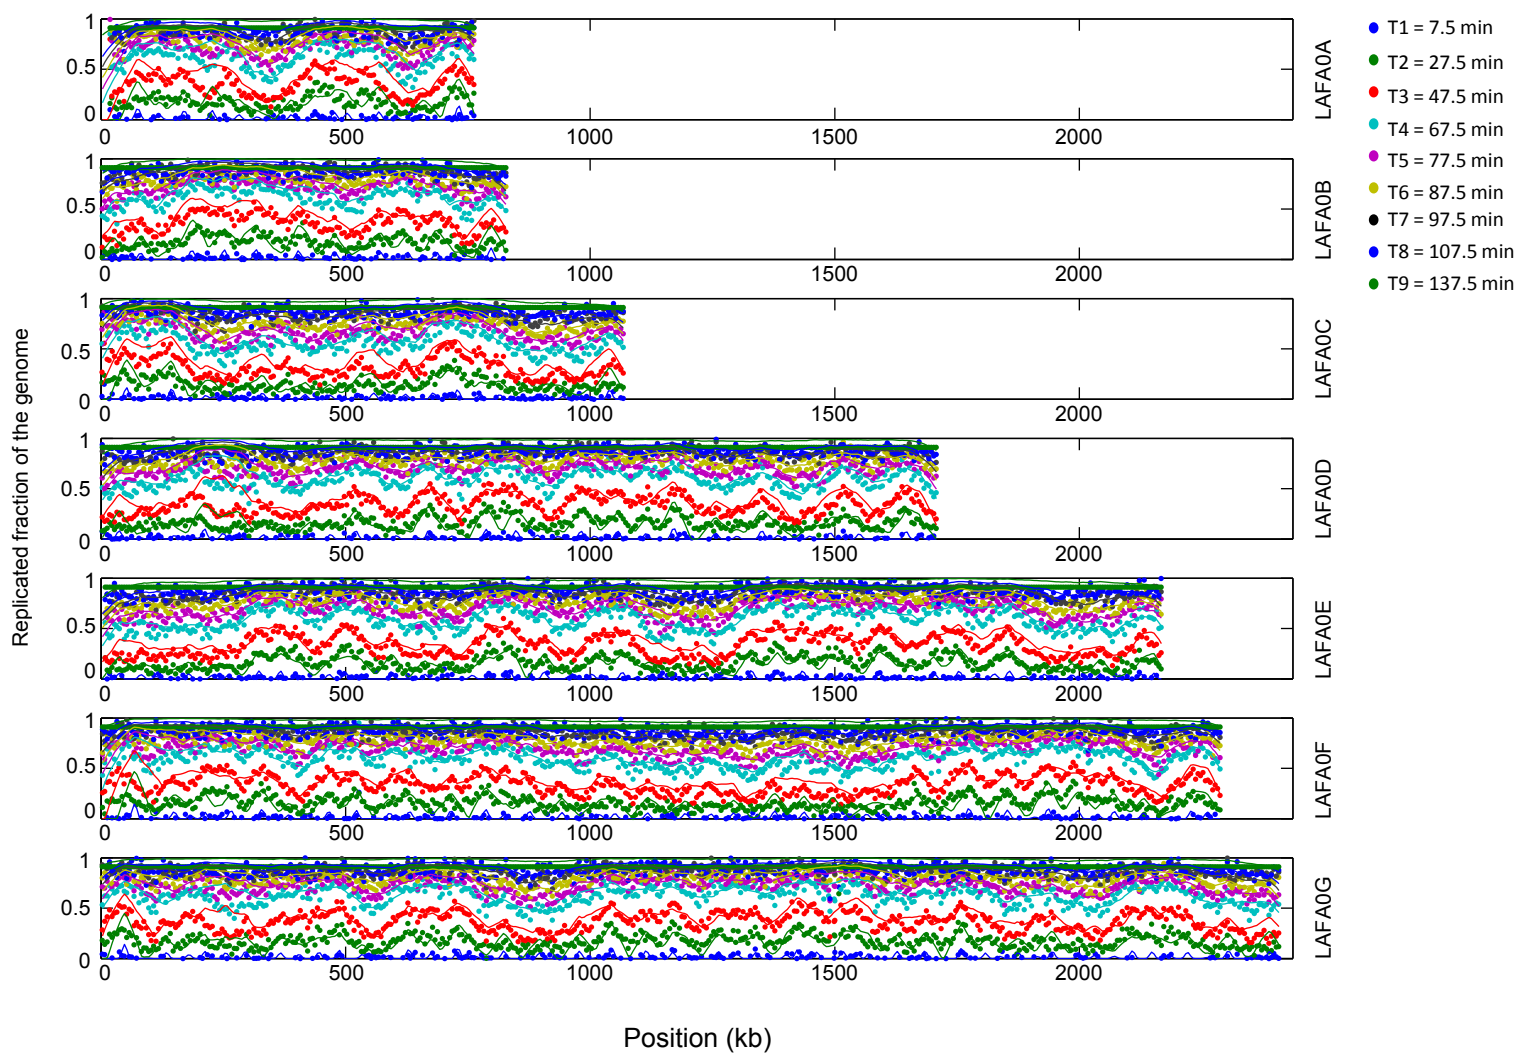 1
0.5
0
0 500 1000 1500 2000
LAFA0A
1
0.5
0
0 500 1000 1500 2000
LAFA0B
1
0.5
0
0 500 1000 1500 2000
LAFA0C
1
0.5
0
0 500 1000 1500 2000
LAFA0D
1
0.5
0
0 500 1000 1500 2000
LAFA0E
1
0.5
0
0 500 1000 1500 2000
LAFA0F
1
0.5
0
0 500 1000 1500 2000
LAFA0G
Replicated fraction of the genome
Position (kb)
T1 = 7.5 min
T2 = 27.5 min
T3 = 47.5 min
T4 = 67.5 min
T5 = 77.5 min
T6 = 87.5 min
T7 = 97.5 min
T8 = 107.5 min
T9 = 137.5 min